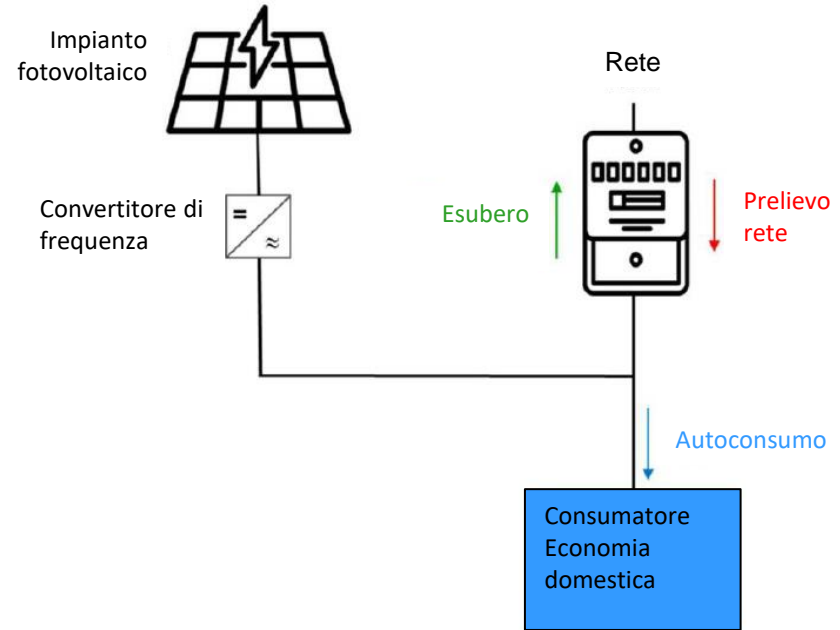 Impianto
fotovoltaico
Rete
Convertitore di
frequenza
=
≈
Esubero
Prelievo
rete
Autoconsumo
Consumatore
Economia
domestica